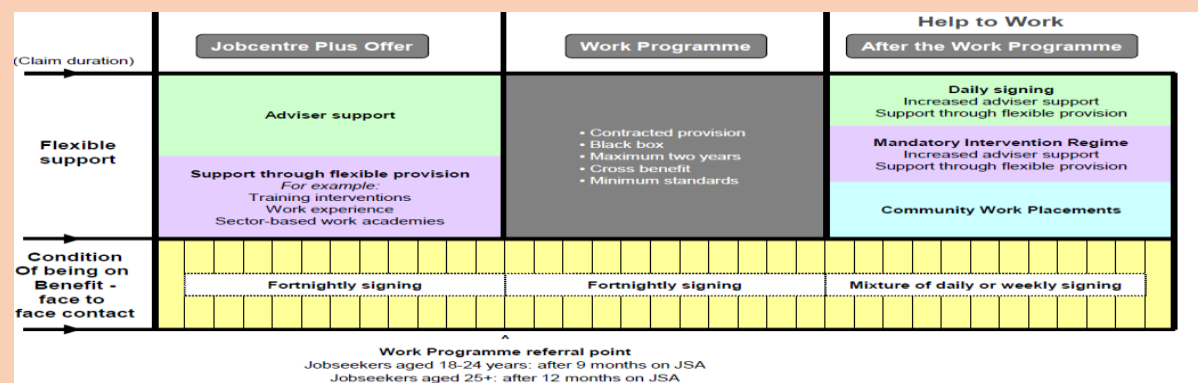 Help to Work
Jobcentre Plus Offer
Work Programme
After the Work Programme
(Claim duration)
Flexible
support
Adviser support
Support through flexible provision
For example:
Training interventions
Work experience
Sector-based work academies
• Contracted provision
• Black box
• Maximum two years
• Cross benefit
• Minimum standards
Daily signing
Increased adviser support
Support through flexible provision
Mandatory Intervention Regime
Increased adviser support
Support through flexible provision
Community Work Placements
Condition
Of being on
Benefit -
face to
face contact
Fortnightly signing
Fortnightly signing
Mixture of daily or weekly signing
^
Work Programme referral point
Jobseekers aged 18-24 years: after 9 months on JSA
Jobseekers aged 25+: after 12 months on JSA